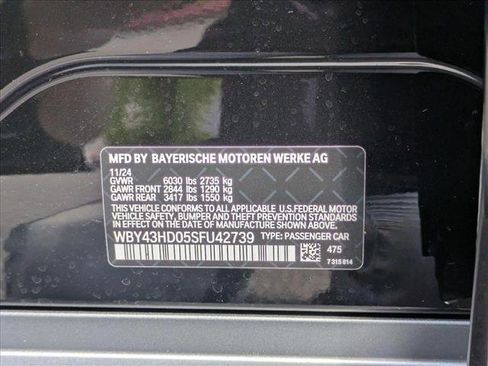 MFD BY BAYERISCHE MOTOREN WERKE AG
11/24
GVWR 6030 lbs 2735 kg
GAWR FRONT 2844 lbs 1290 kg
GAWR REAR 3417 lbs 1550 kg
THIS VEHICLE CONFORMS TO ALL APPLICABLE U.S.FEDERAL MOTOR
VEHICLE SAFETY, BUMPER AND THEFT PREVENTION STANDARDS IN
EFFECT ON THE DATE OF MANUFACTURE SHOWN ABOVE.
WBY43HD05SFU42739 TYPE: PASSENGER CAR
475
7315814